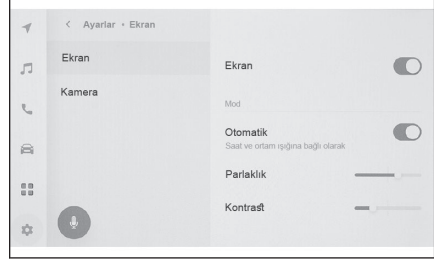 < Ayarlar • Ekran
Ekran
Kamera
Ekran
Mod
Otomatik
Saat ve ortam ışığına bağlı olarak
Parlaklık
Kontrast